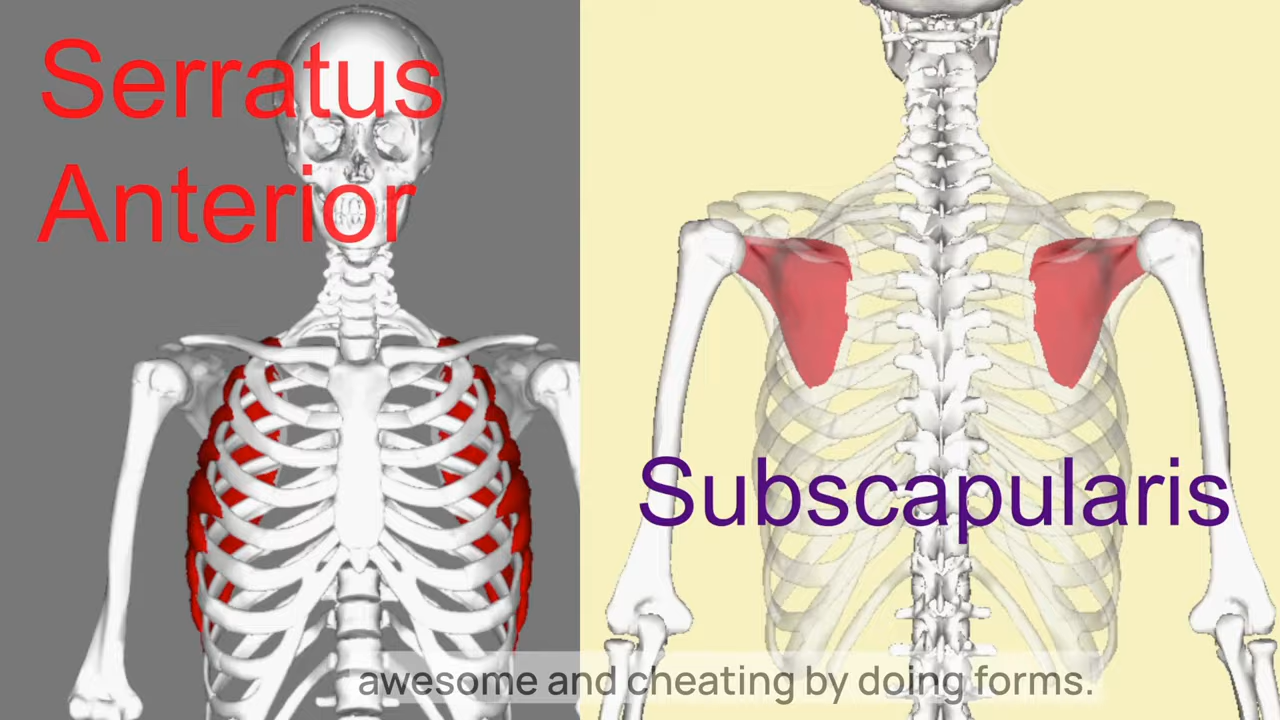 Serratus
Anterior
Subscapularis
awesome and cheating by doing forms.